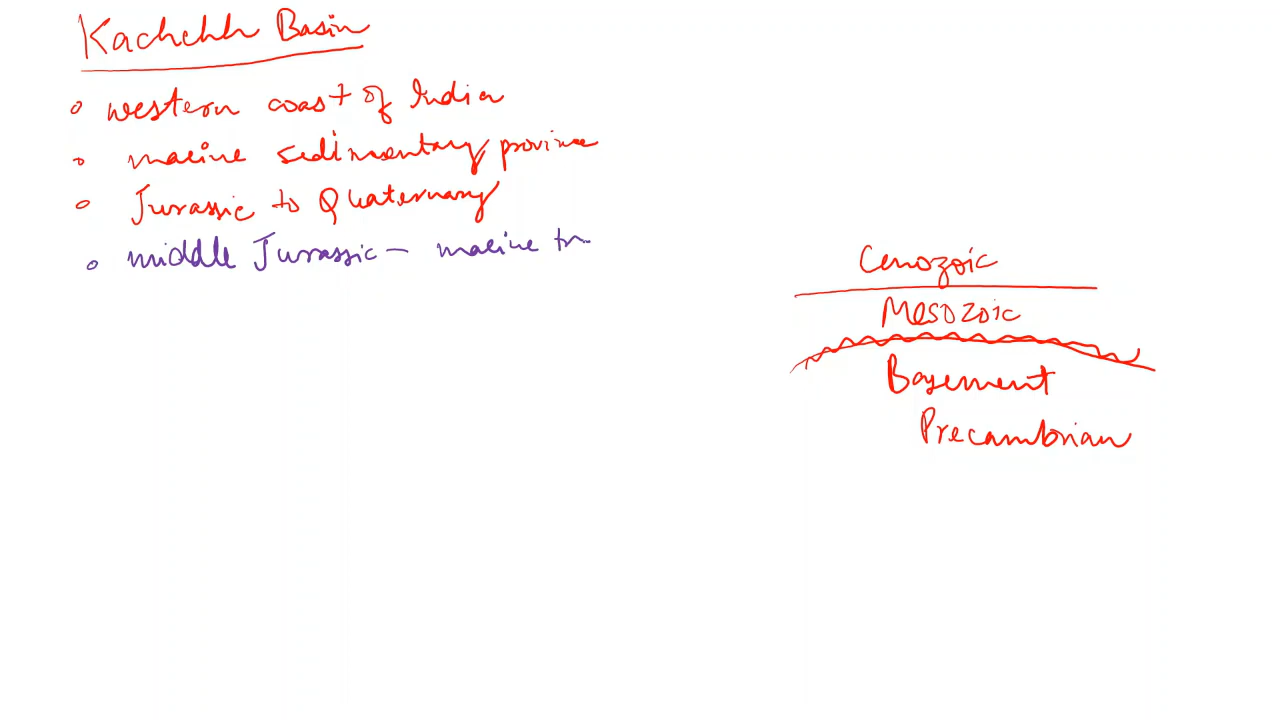 Kachchh Basin
western coast of India
marine sedimentary province
Jurassic to Quaternary
middle Jurassic – marine tr
Cenozoic
Mesozoic
Basement
Precambrian